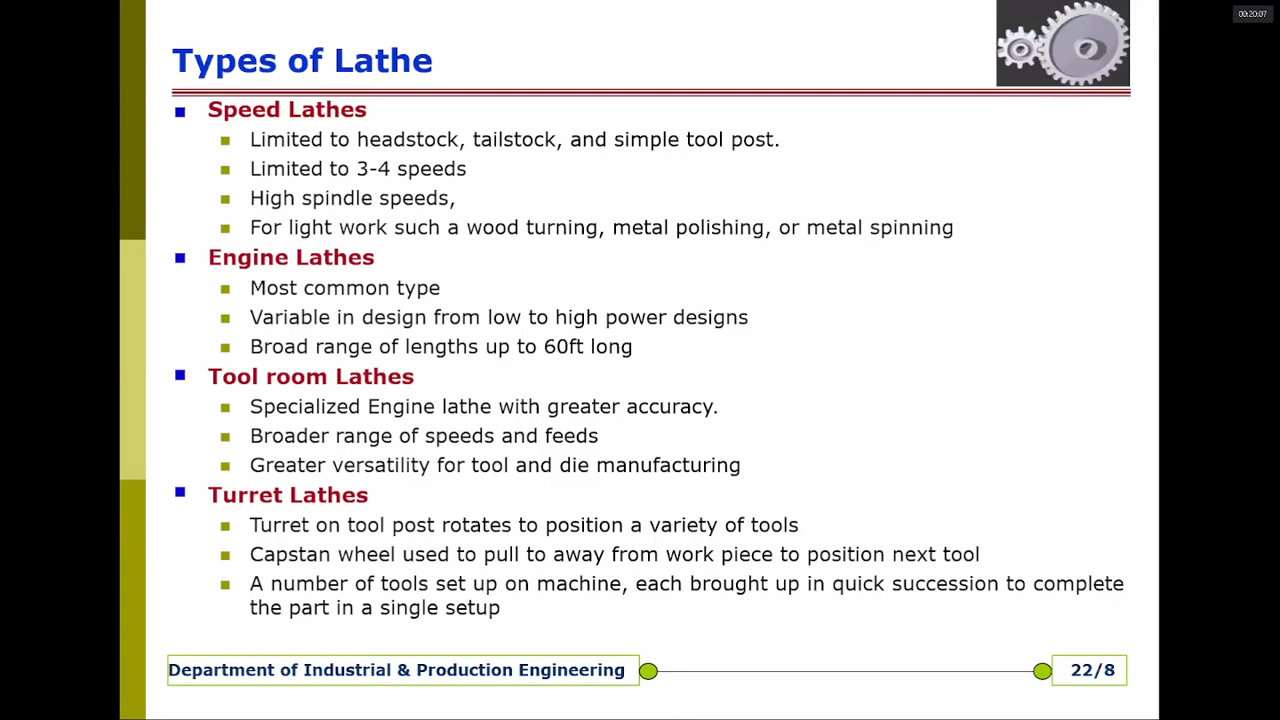 00:20:07
Types of Lathe
Speed Lathes
Limited to headstock, tailstock, and simple tool post.
Limited to 3-4 speeds
High spindle speeds,
For light work such a wood turning, metal polishing, or metal spinning
Engine Lathes
Most common type
Variable in design from low to high power designs
Broad range of lengths up to 60ft long
Tool room Lathes
Specialized Engine lathe with greater accuracy.
Broader range of speeds and feeds
Greater versatility for tool and die manufacturing
Turret Lathes
Turret on tool post rotates to position a variety of tools
Capstan wheel used to pull to away from work piece to position next tool
A number of tools set up on machine, each brought up in quick succession to complete
the part in a single setup
Department of Industrial & Production Engineering
22/8